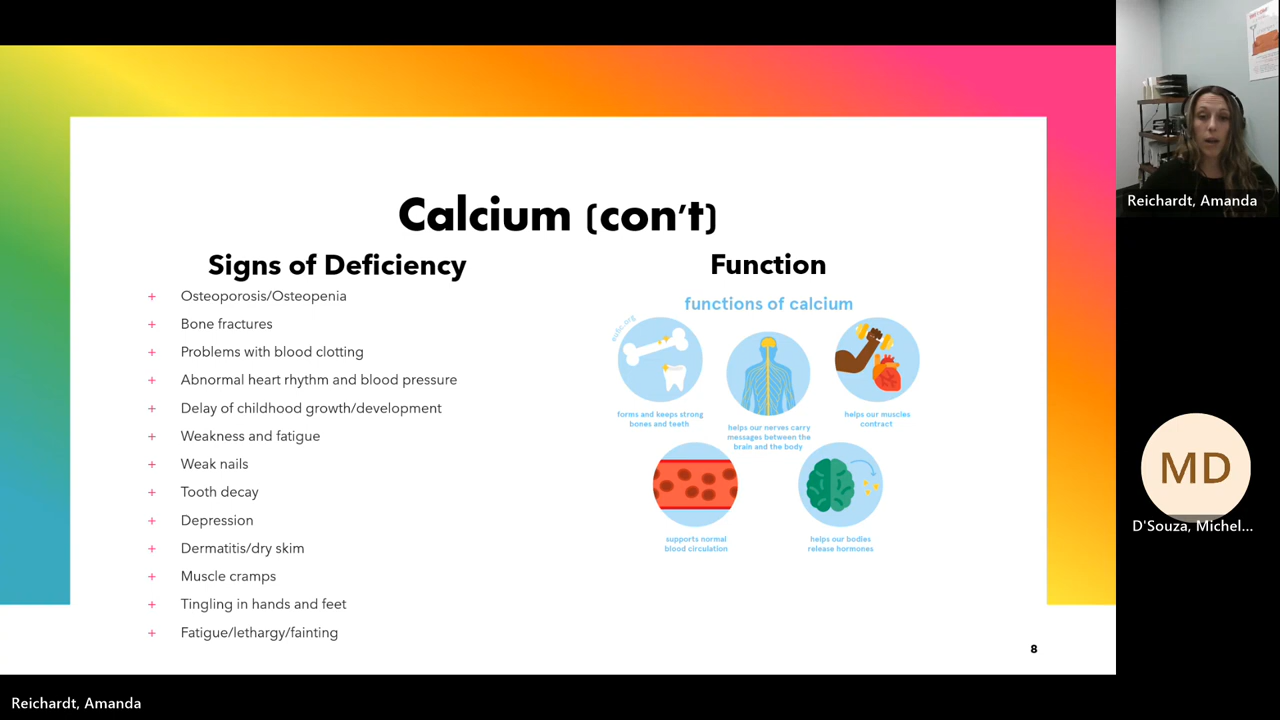 Calcium (con't)
Signs of Deficiency
+ Osteoporosis/Osteopenia
+ Bone fractures
+ Problems with blood clotting
+ Abnormal heart rhythm and blood pressure
+ Delay of childhood growth/development
+ Weakness and fatigue
+ Weak nails
+ Tooth decay
+ Depression
+ Dermatitis/dry skim
+ Muscle cramps
+ Tingling in hands and feet
+ Fatigue/lethargy/fainting
Function
functions of calcium
forms and keeps strong
bones and teeth
helps our nerves carry
messages between the
brain and the body
helps our muscles
contract
supports normal
blood circulation
helps our bodies
release hormones
8
Reichardt, Amanda
MD
D'Souza, Michel...
Reichardt, Amanda